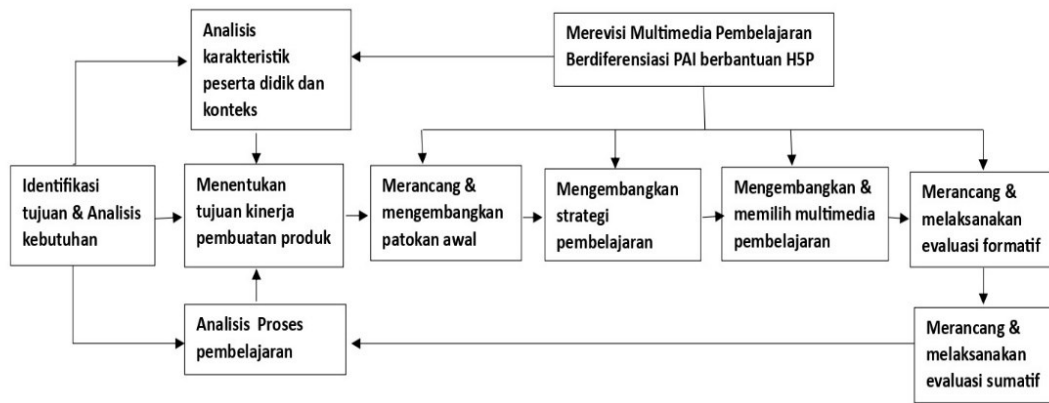 Analisis
karakteristik
peserta didik dan
konteks
Merevisi Multimedia Pembelajaran
Berdiferensiasi PAI berbantuan H5P
Identifikasi
tujuan & Analisis
kebutuhan
Menentukan
tujuan kinerja
pembuatan produk
Merancang &
mengembangkan
patokan awal
Mengembangkan
strategi
pembelajaran
Mengembangkan &
memilih multimedia
pembelajaran
Merancang &
melaksanakan
evaluasi formatif
Analisis Proses
pembelajaran
Merancang &
melaksanakan
evaluasi sumatif